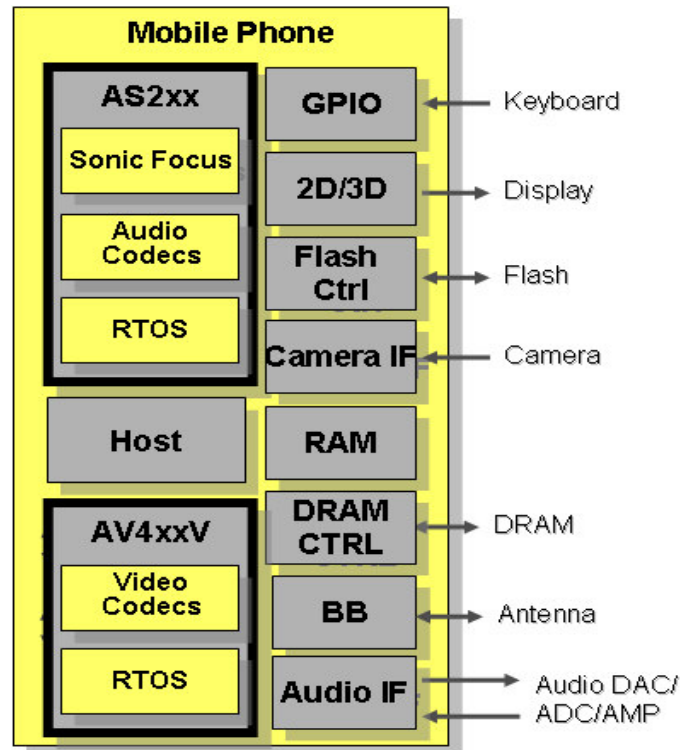 Mobile Phone
AS2xx
Sonic Focus
Audio
Codecs
RTOS
Host
AV4xxV
Video
Codecs
RTOS
GPIO
Keyboard
2D/3D
Display
Flash
Ctrl
Flash
Camera IF
Camera
RAM
DRAM
CTRL
DRAM
BB
Antenna
Audio IF
Audio DAC/
ADC/AMP